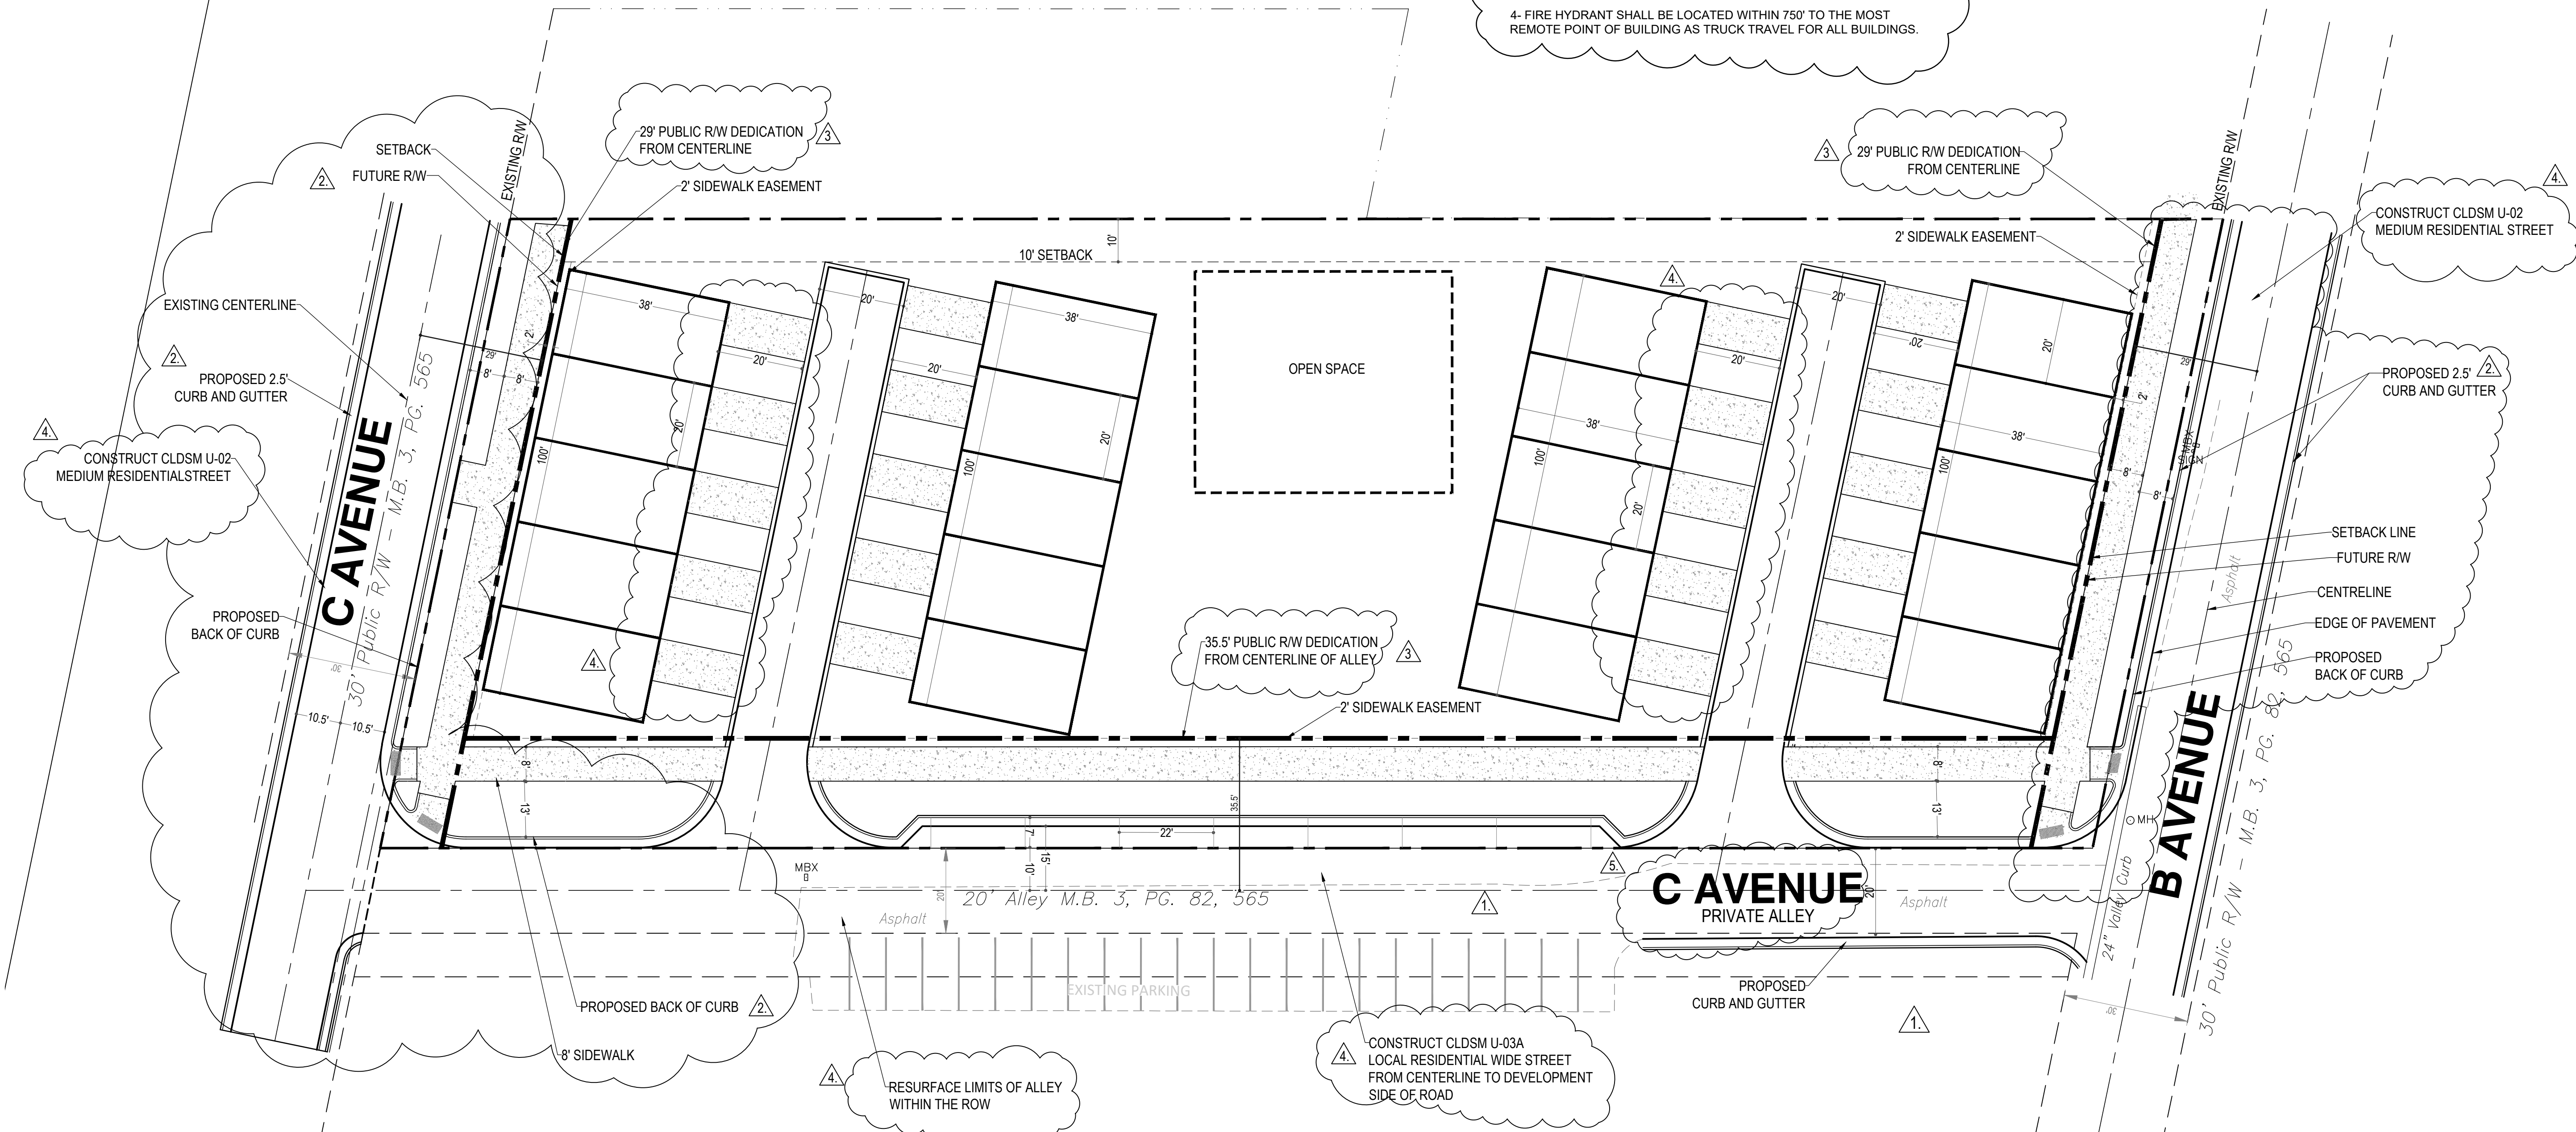 4- FIRE HYDRANT SHALL BE LOCATED WITHIN 750' TO THE MOST
REMOTE POINT OF BUILDING AS TRUCK TRAVEL FOR ALL BUILDINGS.
29' PUBLIC R/W DEDICATION
FROM CENTERLINE
3
2' SIDEWALK EASEMENT
SETBACK
FUTURE R/W
2.
EXISTING R/W
3
29' PUBLIC R/W DEDICATION
FROM CENTERLINE
EXISTING R/W
4.
CONSTRUCT CLDSM U-02
MEDIUM RESIDENTIAL STREET
2' SIDEWALK EASEMENT
10'
10' SETBACK
EXISTING CENTERLINE
2.
PROPOSED 2.5'
CURB AND GUTTER
4.
CONSTRUCT CLDSM U-02
MEDIUM RESIDENTIALSTREET
C AVENUE
30' Public R/W - M.B. 3, PG. 565
PROPOSED
BACK OF CURB
30'
10.5'
10.5'
29'
8'
8'
2'
38'
20'
100'
20'
4.
20'
20'
38'
20'
100'
OPEN SPACE
4.
38'
100'
20'
20'
20'
20'
20'
38'
100'
29'
2'
8'
8'
MBX
SIGN
PROPOSED 2.5'
CURB AND GUTTER
2.
SETBACK LINE
FUTURE R/W
CENTRELINE
EDGE OF PAVEMENT
PROPOSED
BACK OF CURB
Asphalt
B AVENUE
30' Public R/W - M.B. 3, PG. 82, 565
30'
MH
24" Valley Curb
35.5' PUBLIC R/W DEDICATION
FROM CENTERLINE OF ALLEY
3
2' SIDEWALK EASEMENT
8'
13'
35.5'
8'
13'
22'
7'
10'
15'
20'
MBX
20' Alley M.B. 3, PG. 82, 565
Asphalt
1.
5.
C AVENUE
PRIVATE ALLEY
20'
Asphalt
EXISTING PARKING
PROPOSED
CURB AND GUTTER
1.
PROPOSED BACK OF CURB
2.
8' SIDEWALK
4.
RESURFACE LIMITS OF ALLEY
WITHIN THE ROW
4.
CONSTRUCT CLDSM U-03A
LOCAL RESIDENTIAL WIDE STREET
FROM CENTERLINE TO DEVELOPMENT
SIDE OF ROAD